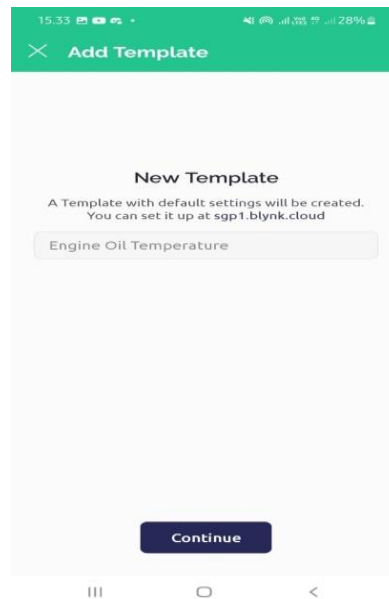 15.33 28%
Add Template
New Template
A Template with default settings will be created.
You can set it up at sgp1.blynk.cloud
Engine Oil Temperature
Continue